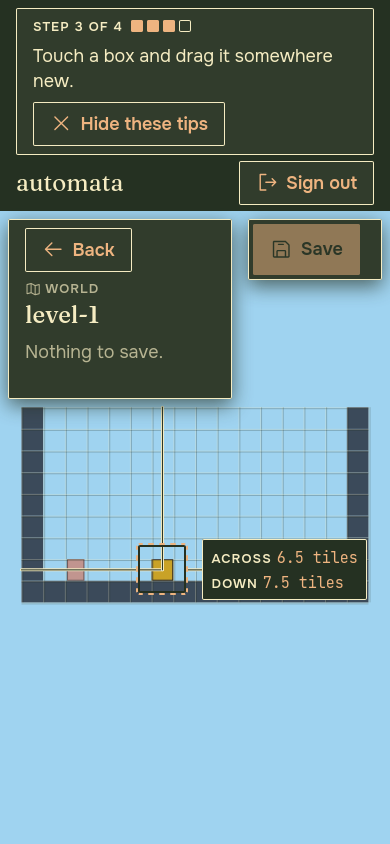 STEP 3 OF 4
Touch a box and drag it somewhere
new.
Hide these tips
automata
Sign out
Back
Save
WORLD
level-1
Nothing to save.
ACROSS 6.5 tiles
DOWN 7.5 tiles